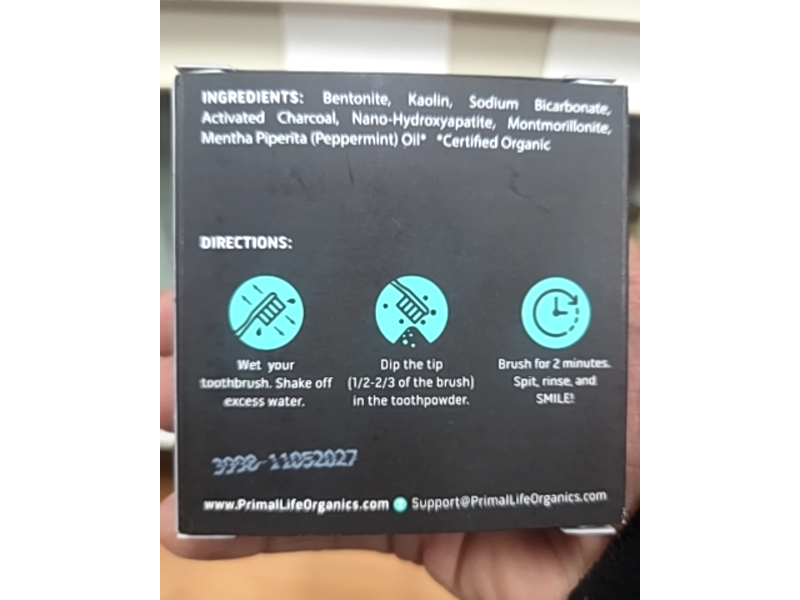 INGREDIENTS: Bentonite, Kaolin, Sodium Bicarbonate,
Activated Charcoal, Nano-Hydroxyapatite, Montmorillonite,
Mentha Piperita (Peppermint) Oil* *Certified Organic
DIRECTIONS:
Wet your
toothbrush. Shake off
excess water.
Dip the tip
(1/2-2/3 of the brush)
in the toothpowder.
Brush for 2 minutes.
Spit, rinse, and
SMILE!
www.PrimalLifeOrganics.com Support@PrimalLifeOrganics.com